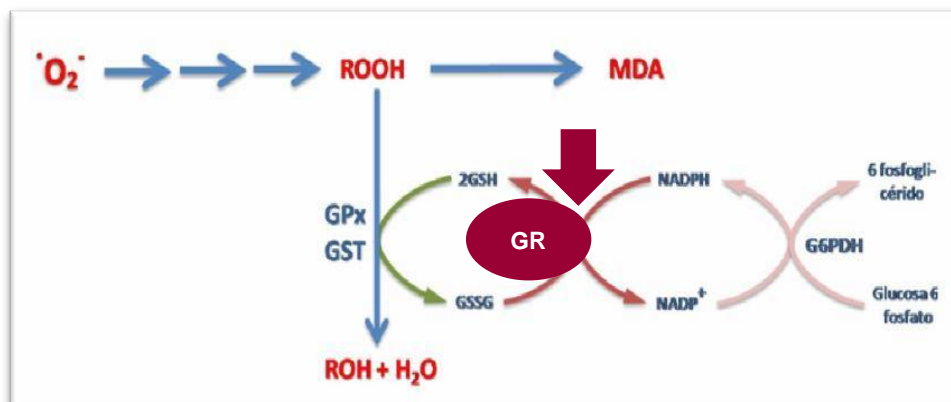 ·O₂⁻ ROOH MDA
2GSH NADPH 6 fosfogli-
cérido
GPx
GST
GR
G6PDH
GSSG NADP⁺ Glucosa 6
fosfato
ROH + H₂O